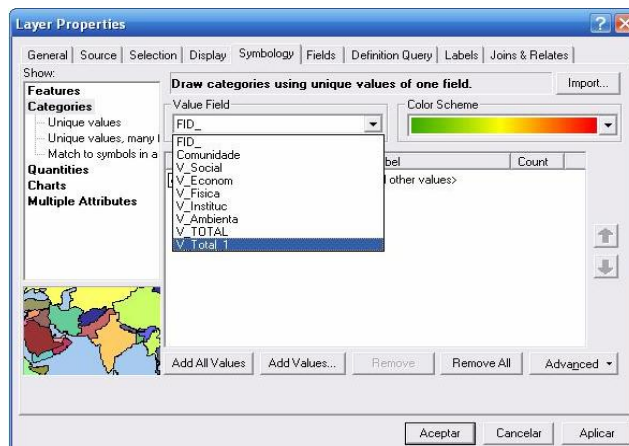 Layer Properties
General Source Selection Display Symbology Fields Definition Query Labels Joins & Relates
Show:
Features
Categories
Unique values
Unique values, many f
Match to symbols in a
Quantities
Charts
Multiple Attributes
Draw categories using unique values of one field.
Import...
Value Field
FID_
Color Scheme
FID_
Comunidade
V_Social
V_Econom
V_Fisica
V_Instituc
V_Ambienta
V_TOTAL
V_Total_1
bel Count
other values>
Add All Values Add Values... Remove Remove All Advanced
Aceptar Cancelar Aplicar